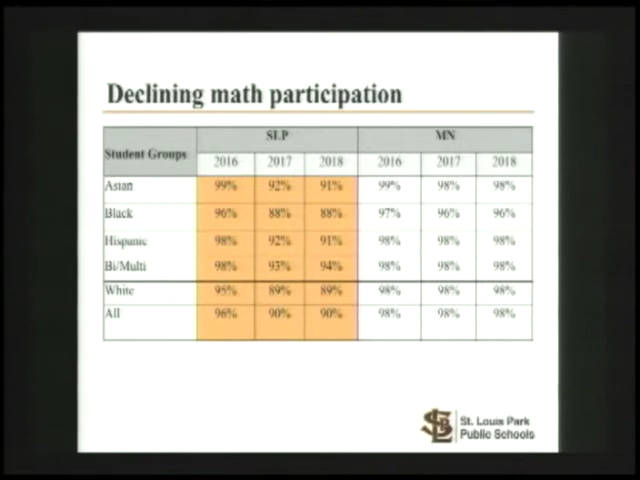 Declining math participation
Student Groups SLP MN
2016 2017 2018 2016 2017 2018
Asian 99% 92% 91% 99% 98% 98%
Black 96% 88% 88% 97% 96% 96%
Hispanic 98% 92% 91% 98% 98% 98%
Bi/Multi 98% 93% 94% 98% 98% 98%
White 95% 89% 89% 98% 98% 98%
All 96% 90% 90% 98% 98% 98%
St. Louis Park
Public Schools